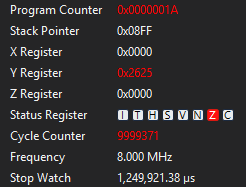 Program Counter 0x0000001A
Stack Pointer 0x08FF
X Register 0x0000
Y Register 0x2625
Z Register 0x0000
Status Register I T H S V N Z C
Cycle Counter 9999371
Frequency 8.000 MHz
Stop Watch 1,249,921.38 µs